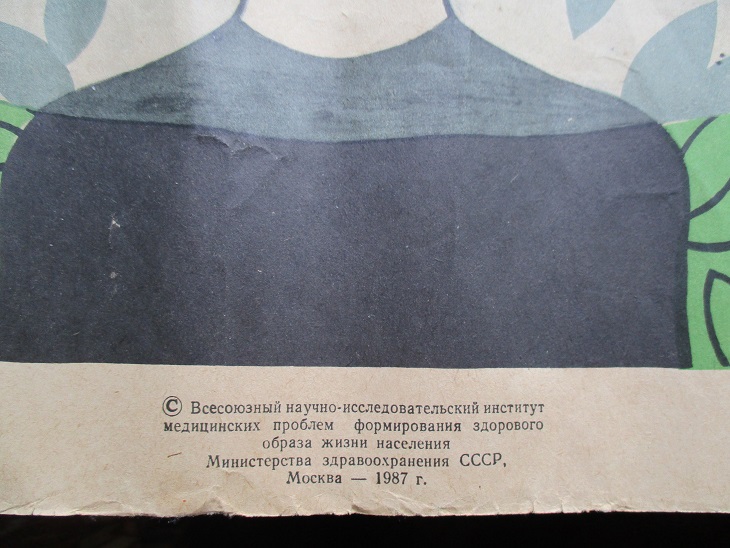 © Всесоюзный научно-исследовательский институт
медицинских проблем формирования здорового
образа жизни населения
Министерства здравоохранения СССР,
Москва — 1987 г.